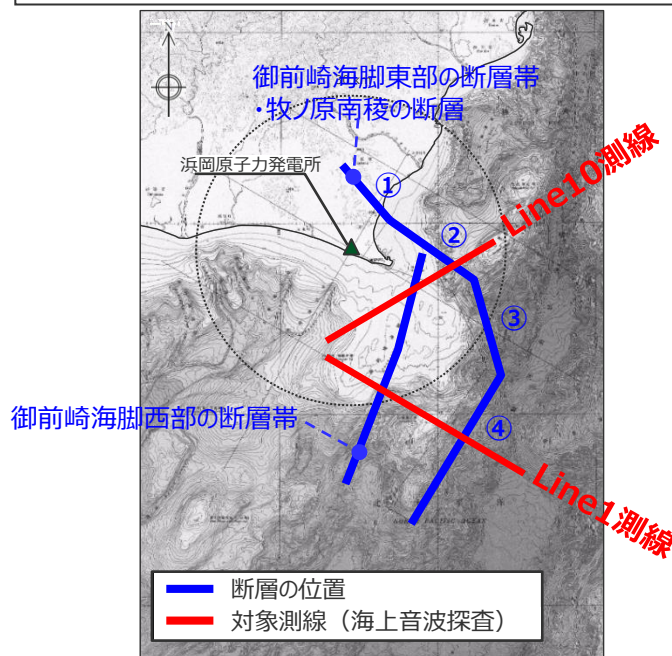 N
御前崎海脚東部の断層帯
・牧ノ原南稜の断層
浜岡原子力発電所
①
②
Line10測線
③
御前崎海脚西部の断層帯
④
Line1測線
断層の位置
対象測線（海上音波探査）